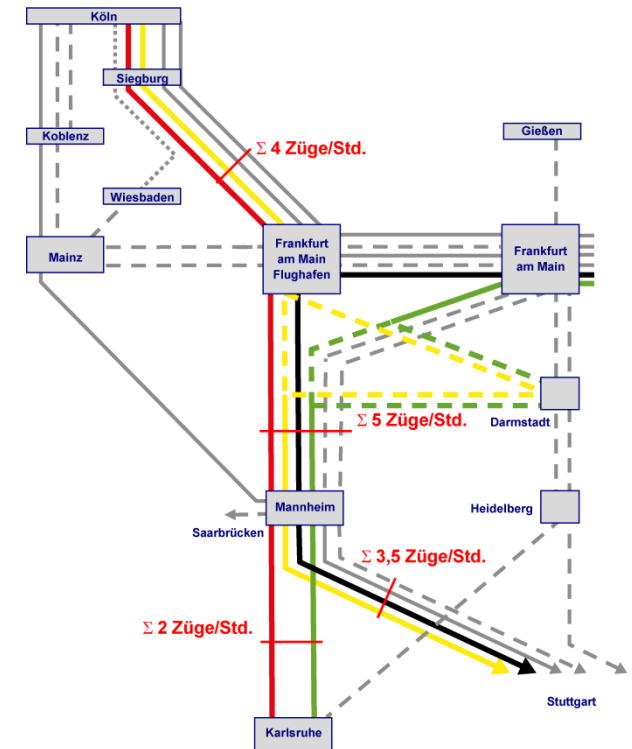 Köln
Siegburg
Σ 4 Züge/Std.
Koblenz
Gießen
Wiesbaden
Mainz
Frankfurt
am Main
Flughafen
Frankfurt
am Main
Σ 5 Züge/Std.
Darmstadt
Mannheim
Heidelberg
Saarbrücken
Σ 3,5 Züge/Std.
Σ 2 Züge/Std.
Stuttgart
Karlsruhe